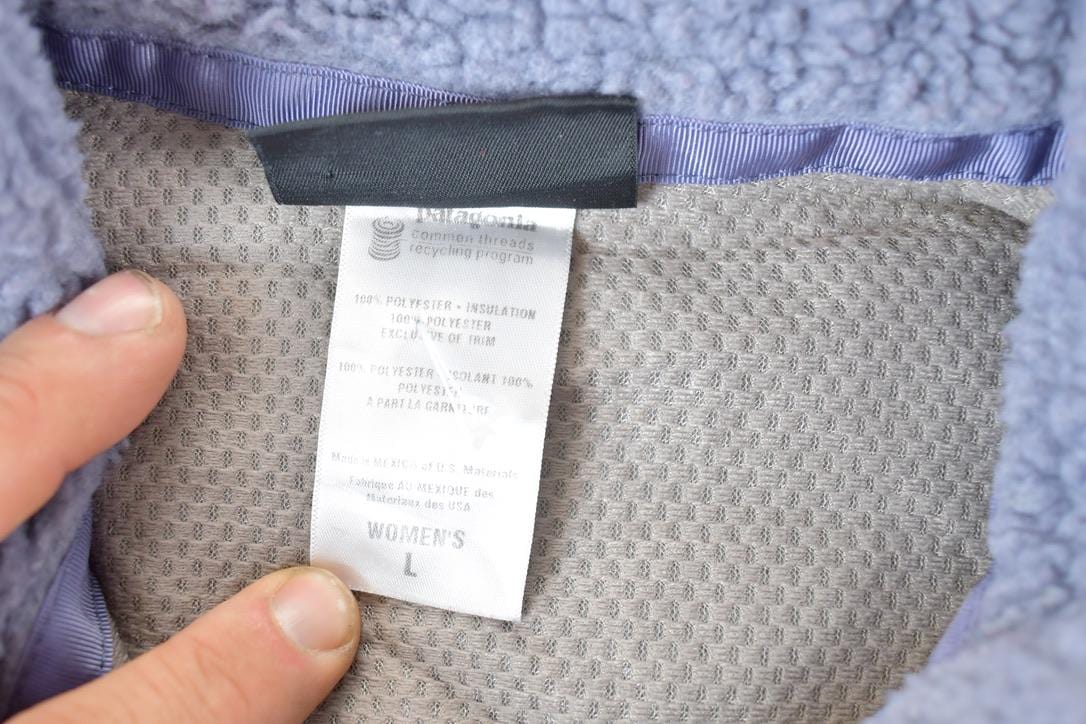 patagonia
common threads
recycling program
100% POLYESTER • INSULATION
100% POLYESTER
EXCLUSIVE OF TRIM
100% POLYESTER ISOLANT 100%
POLYESTER
A PART LA GARNITURE
Made in MEXICO of U.S. Materials
Fabrique AU MEXIQUE des
Materiaux des USA
WOMEN'S
L